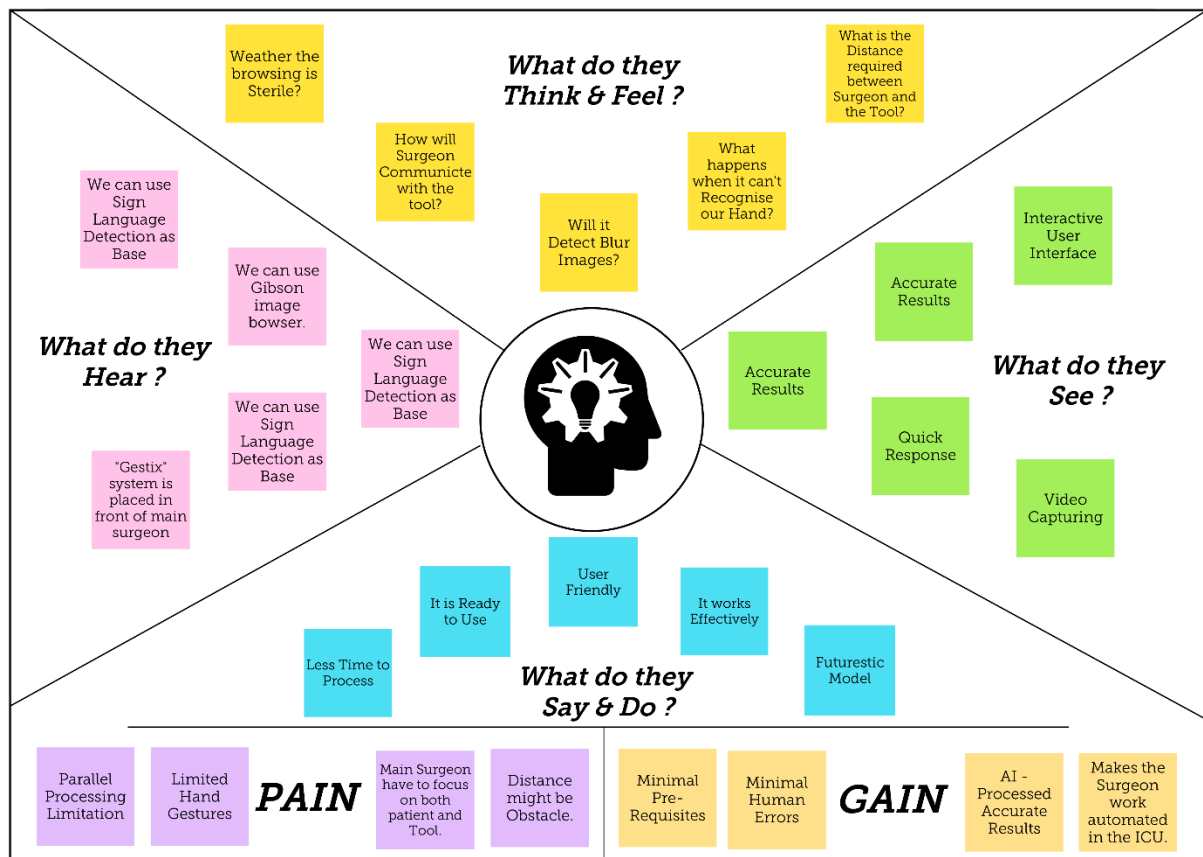 What do they
Think & Feel ?
Weather the
browsing is
Sterile?
How will
Surgeon
Communicte
with the
tool?
Will it
Detect Blur
Images?
What
happens
when it can't
Recognise
our Hand?
What is the
Distance
required
between
Surgeon and
the Tool?
What do they
Hear ?
We can use
Sign
Language
Detection as
Base
We can use
Gibson
image
bowser.
We can use
Sign
Language
Detection as
Base
We can use
Sign
Language
Detection as
Base
"Gestix"
system is
placed in
front of main
surgeon
What do they
See ?
Interactive
User
Interface
Accurate
Results
Accurate
Results
Quick
Response
Video
Capturing
What do they
Say & Do ?
Less Time to
Process
It is Ready
to Use
User
Friendly
It works
Effectively
Futurestic
Model
PAIN
Parallel
Processing
Limitation
Limited
Hand
Gestures
Main Surgeon
have to focus
on both
patient and
Tool.
Distance
might be
Obstacle.
GAIN
Minimal
Pre-
Requisites
Minimal
Human
Errors
AI -
Processed
Accurate
Results
Makes the
Surgeon
work
automated
in the ICU.